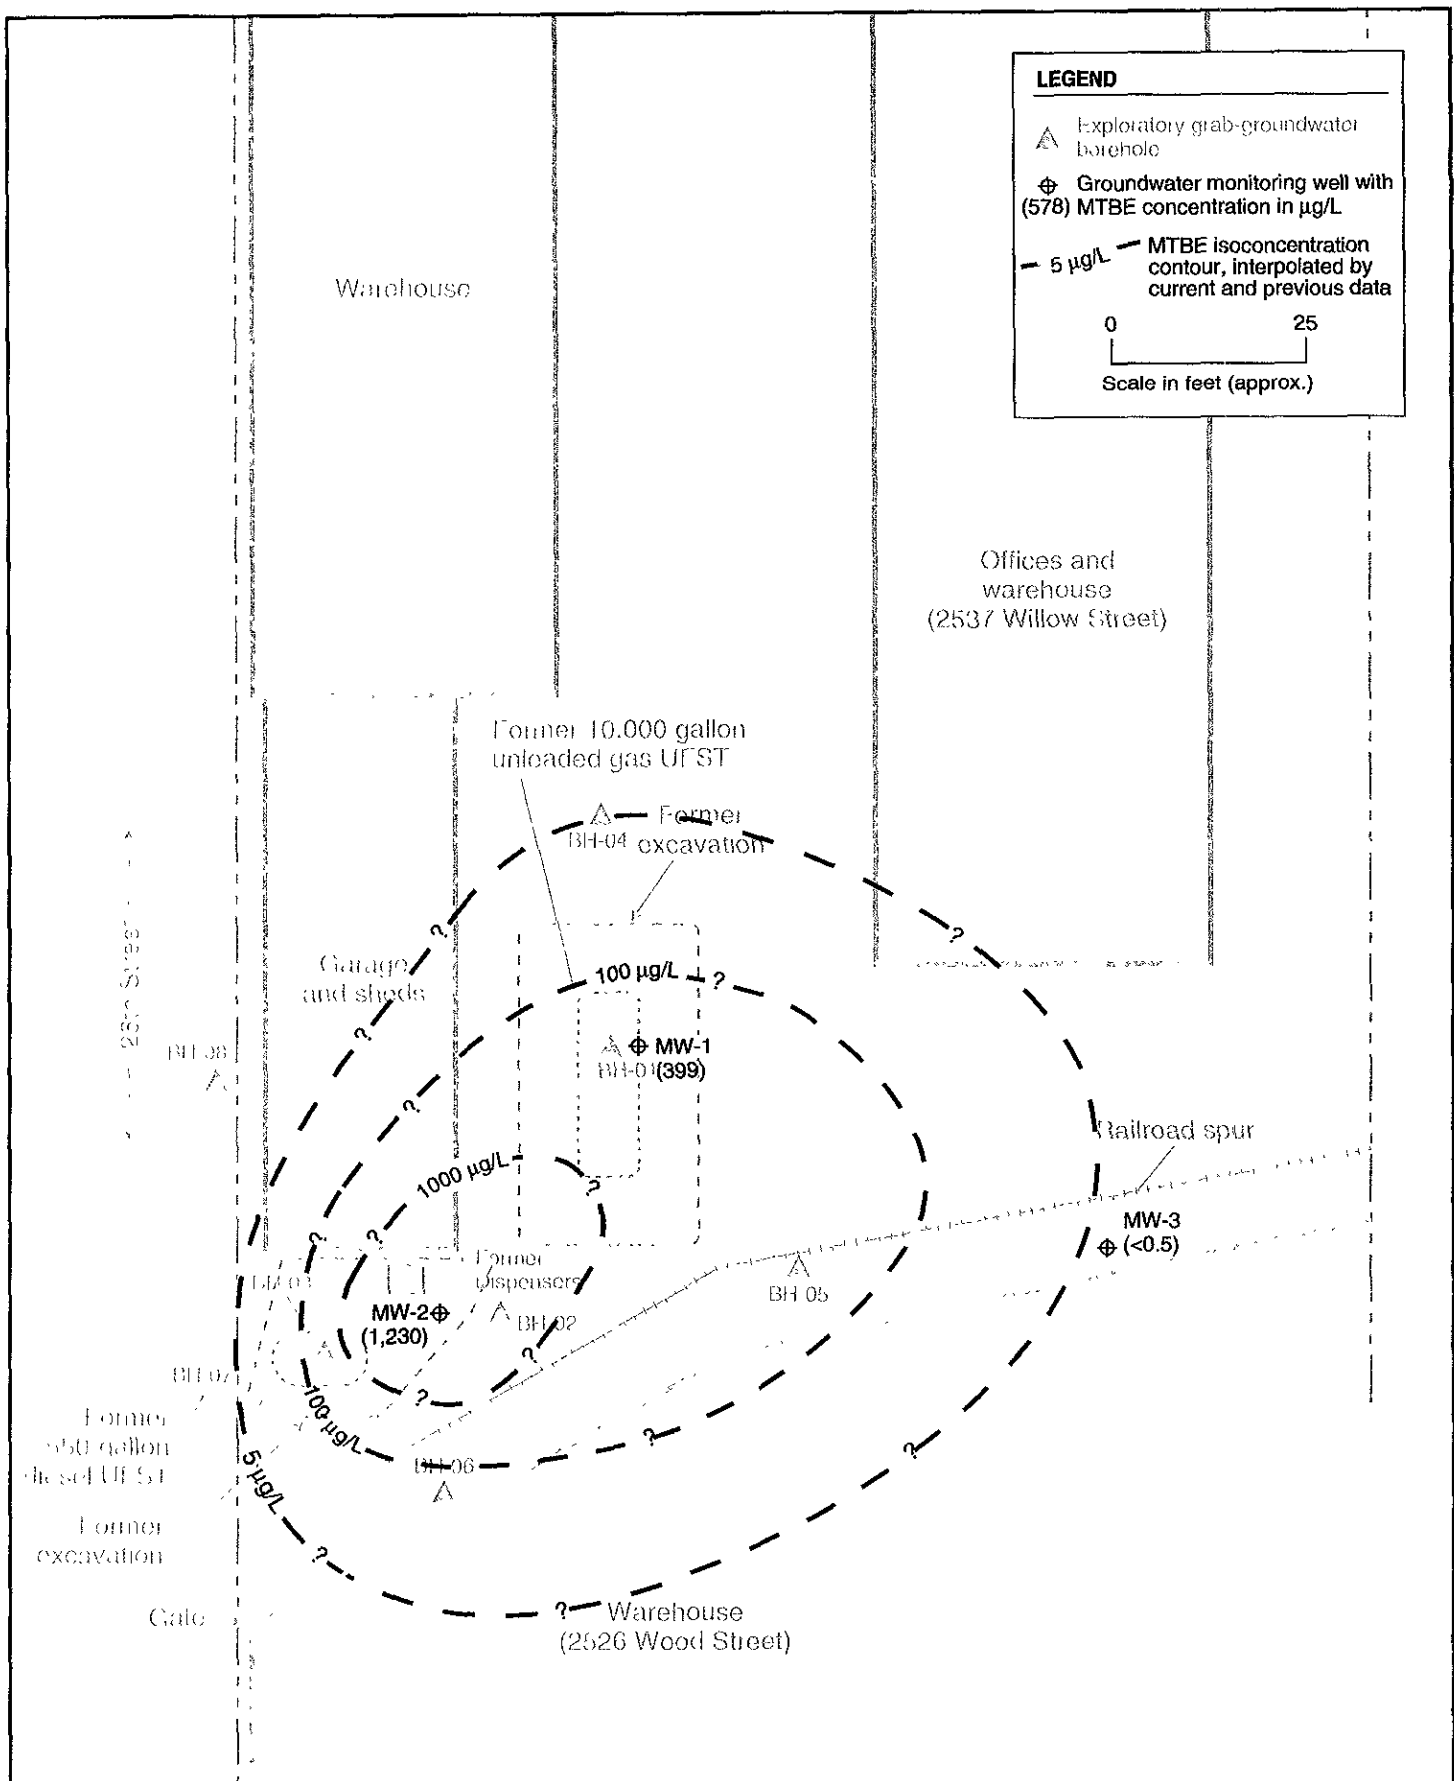 LEGEND
Exploratory grab-groundwater
borehole
Groundwater monitoring well with
(578) MTBE concentration in µg/L
5 µg/L
MTBE isoconcentration
contour, interpolated by
current and previous data
0 25
Scale in feet (approx.)
Warehouse
Offices and
warehouse
(2537 Willow Street)
Former 10,000 gallon
unleaded gas UFST
Former
excavation
BH-04
?
?
Garage
and sheds
100 µg/L
?
?
BH-08
MW-1
(399)
BH-01
?
Railroad spur
1000 µg/L
?
MW-3
(<0.5)
?
?
Former
Dispensers
BH-03
BH-05
MW-2
(1,230)
BH-02
?
BH-07
?
100 µg/L
Former
gallon
diesel UFST
?
?
5 µg/L
BH-06
Former
excavation
?
Gate
?
Warehouse
(2526 Wood Street)